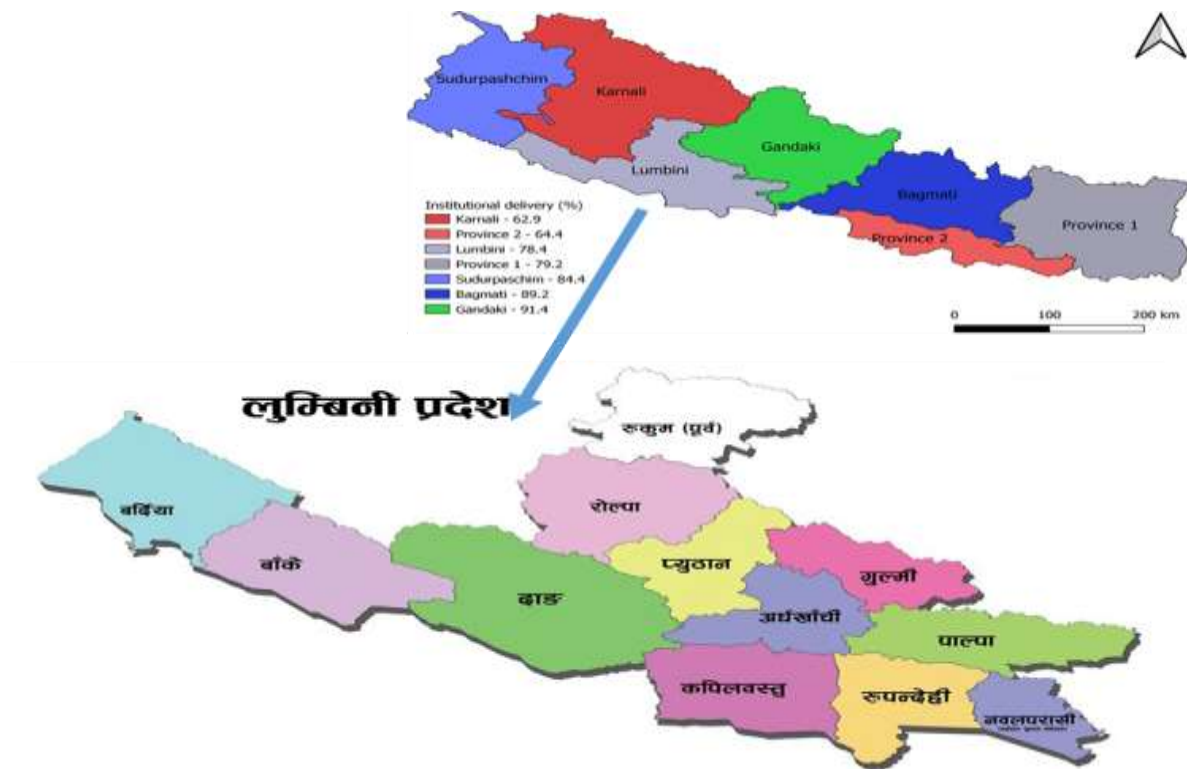 Sudurpashchim
Karnali
Gandaki
Lumbini
Bagmati
Province 1
Province 2
Institutional delivery (%)
Karnali - 62.9
Province 2 - 64.4
Lumbini - 78.4
Province 1 - 79.2
Sudurpaschim - 84.4
Bagmati - 89.2
Gandaki - 91.4
0 100 200 km
लुम्बिनी प्रदेश
रुकुम (पूर्व)
रोल्पा
बर्दिया
बाँके
प्युठान
गुल्मी
दाङ
अर्घखाँची
पाल्पा
कपिलवस्तु
रुपन्देही
नवलपरासी